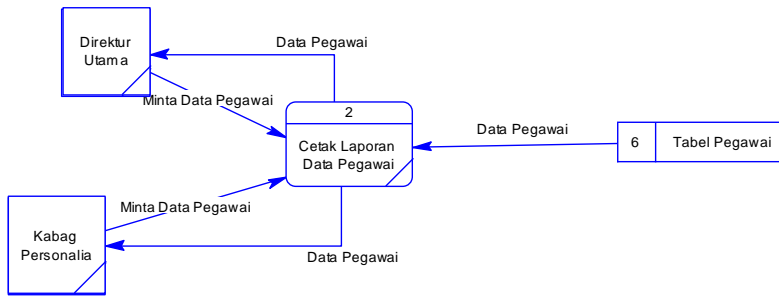 Direktur
Utama
Data Pegawai
Minta Data Pegawai
2
Cetak Laporan
Data Pegawai
Data Pegawai
6
Tabel Pegawai
Minta Data Pegawai
Kabag
Personalia
Data Pegawai